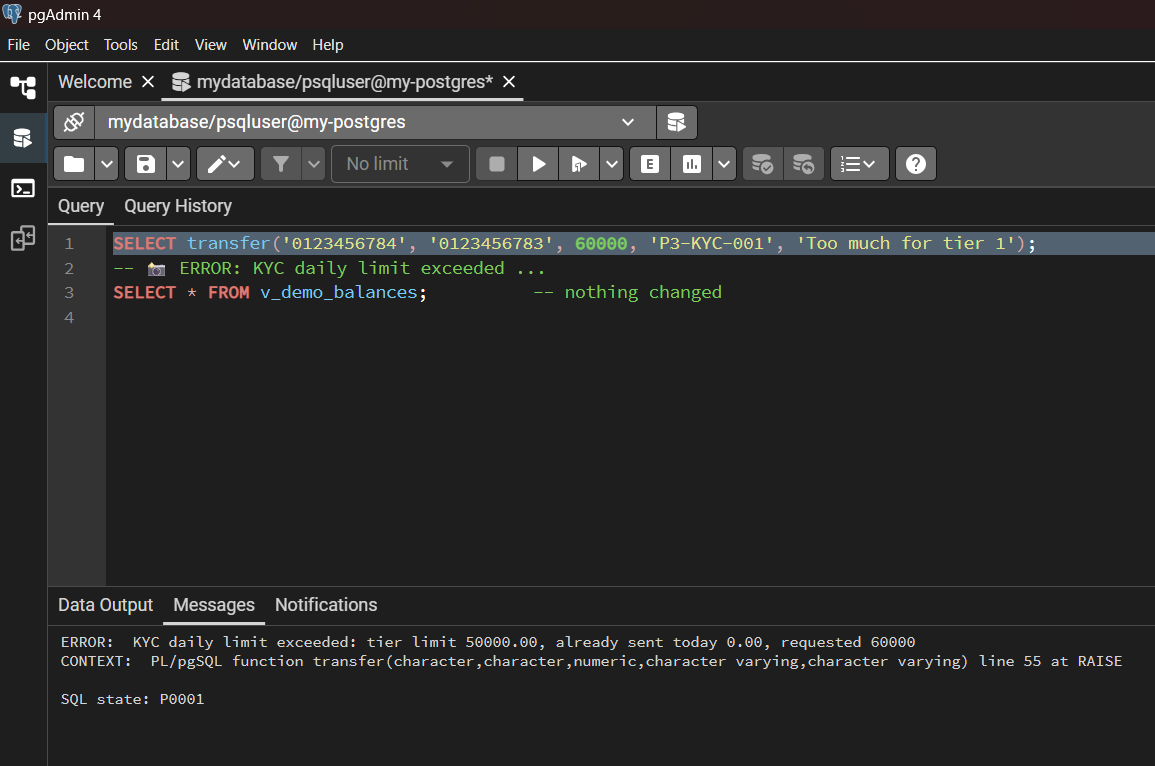 pgAdmin 4
File Object Tools Edit View Window Help
Welcome mydatabase/psqluser@my-postgres*
mydatabase/psqluser@my-postgres
No limit E
Query Query History
1 SELECT transfer('0123456784', '0123456783', 60000, 'P3-KYC-001', 'Too much for tier 1');
2 -- 📷 ERROR: KYC daily limit exceeded ...
3 SELECT * FROM v_demo_balances; -- nothing changed
4
Data Output Messages Notifications
ERROR: KYC daily limit exceeded: tier limit 50000.00, already sent today 0.00, requested 60000
CONTEXT: PL/pgSQL function transfer(character,character,numeric,character varying,character varying) line 55 at RAISE
SQL state: P0001